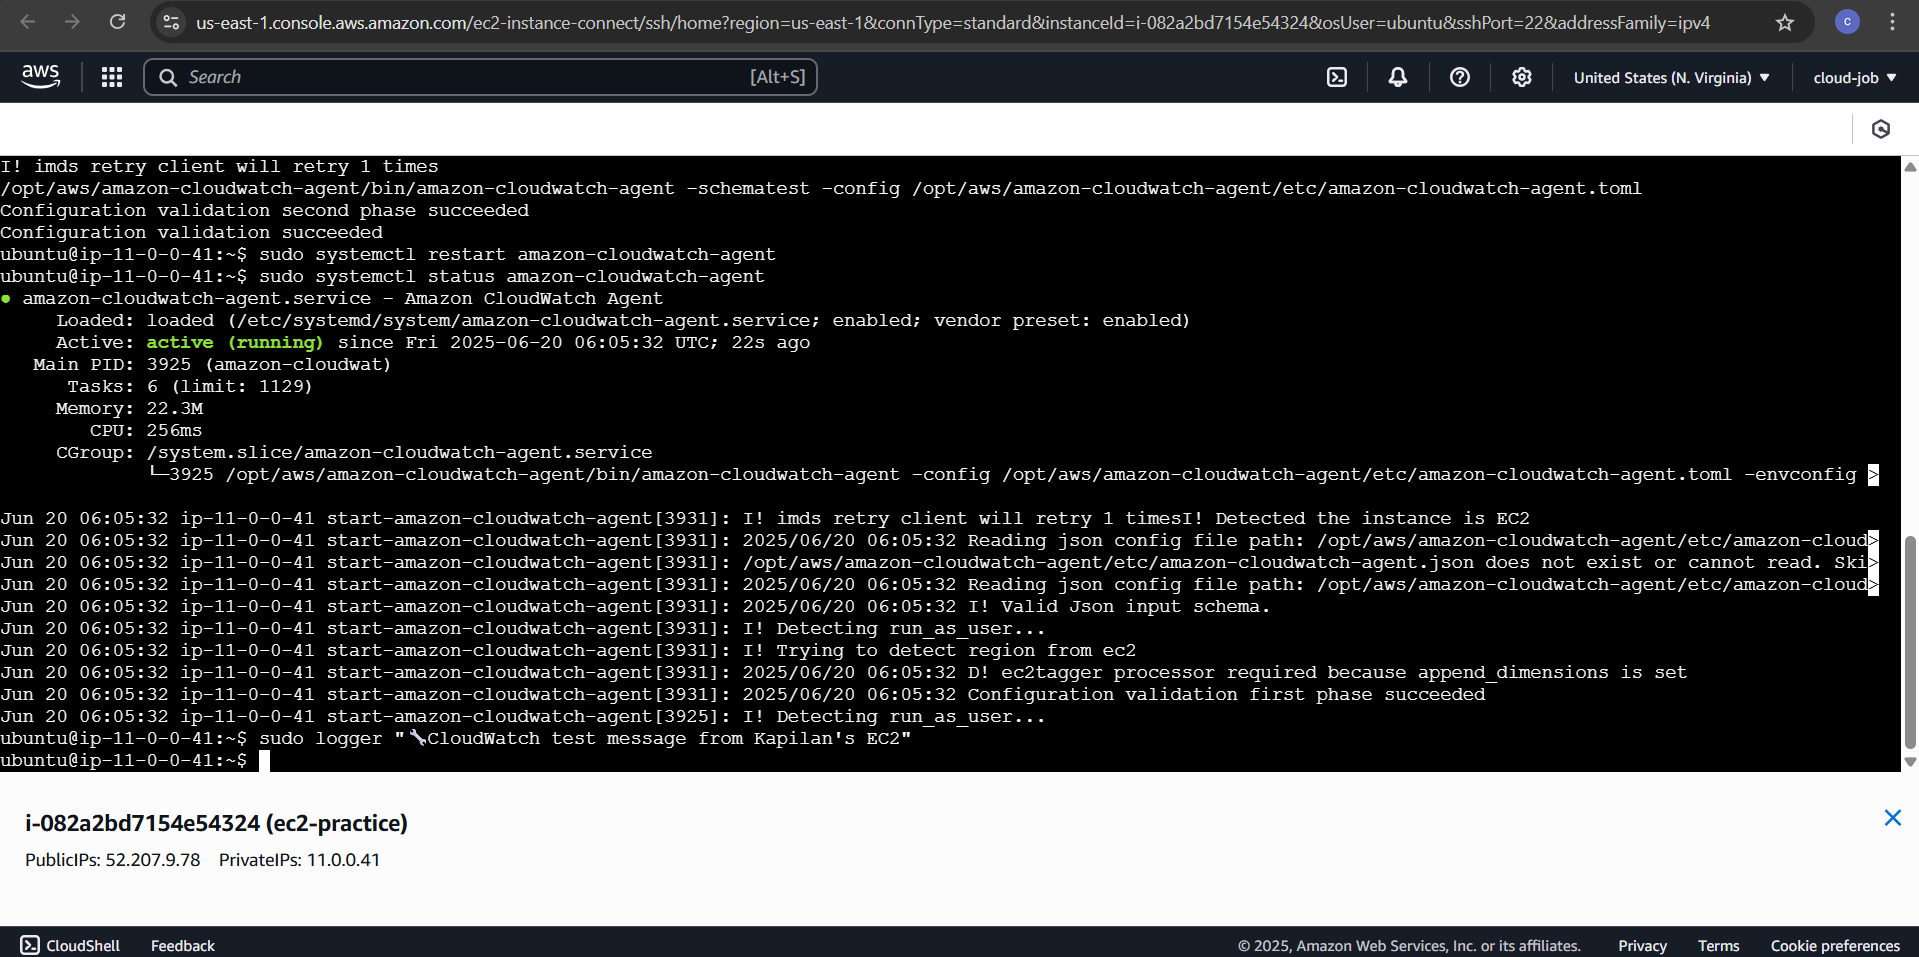 us-east-1.console.aws.amazon.com/ec2-instance-connect/ssh/home?region=us-east-1&connType=standard&instanceId=i-082a2bd7154e54324&osUser=ubuntu&sshPort=22&addressFamily=ipv4
C
aws
Search
[Alt+S]
United States (N. Virginia) ▼
cloud-job ▼
I! imds retry client will retry 1 times
/opt/aws/amazon-cloudwatch-agent/bin/amazon-cloudwatch-agent -schematest -config /opt/aws/amazon-cloudwatch-agent/etc/amazon-cloudwatch-agent.toml
Configuration validation second phase succeeded
Configuration validation succeeded
ubuntu@ip-11-0-0-41:~$ sudo systemctl restart amazon-cloudwatch-agent
ubuntu@ip-11-0-0-41:~$ sudo systemctl status amazon-cloudwatch-agent
● amazon-cloudwatch-agent.service - Amazon CloudWatch Agent
Loaded: loaded (/etc/systemd/system/amazon-cloudwatch-agent.service; enabled; vendor preset: enabled)
Active: active (running) since Fri 2025-06-20 06:05:32 UTC; 22s ago
Main PID: 3925 (amazon-cloudwat)
Tasks: 6 (limit: 1129)
Memory: 22.3M
CPU: 256ms
CGroup: /system.slice/amazon-cloudwatch-agent.service
└─3925 /opt/aws/amazon-cloudwatch-agent/bin/amazon-cloudwatch-agent -config /opt/aws/amazon-cloudwatch-agent/etc/amazon-cloudwatch-agent.toml -envconfig >
Jun 20 06:05:32 ip-11-0-0-41 start-amazon-cloudwatch-agent[3931]: I! imds retry client will retry 1 timesI! Detected the instance is EC2
Jun 20 06:05:32 ip-11-0-0-41 start-amazon-cloudwatch-agent[3931]: 2025/06/20 06:05:32 Reading json config file path: /opt/aws/amazon-cloudwatch-agent/etc/amazon-cloud>
Jun 20 06:05:32 ip-11-0-0-41 start-amazon-cloudwatch-agent[3931]: /opt/aws/amazon-cloudwatch-agent/etc/amazon-cloudwatch-agent.json does not exist or cannot read. Ski>
Jun 20 06:05:32 ip-11-0-0-41 start-amazon-cloudwatch-agent[3931]: 2025/06/20 06:05:32 Reading json config file path: /opt/aws/amazon-cloudwatch-agent/etc/amazon-cloud>
Jun 20 06:05:32 ip-11-0-0-41 start-amazon-cloudwatch-agent[3931]: 2025/06/20 06:05:32 I! Valid Json input schema.
Jun 20 06:05:32 ip-11-0-0-41 start-amazon-cloudwatch-agent[3931]: I! Detecting run_as_user...
Jun 20 06:05:32 ip-11-0-0-41 start-amazon-cloudwatch-agent[3931]: I! Trying to detect region from ec2
Jun 20 06:05:32 ip-11-0-0-41 start-amazon-cloudwatch-agent[3931]: 2025/06/20 06:05:32 D! ec2tagger processor required because append_dimensions is set
Jun 20 06:05:32 ip-11-0-0-41 start-amazon-cloudwatch-agent[3931]: 2025/06/20 06:05:32 Configuration validation first phase succeeded
Jun 20 06:05:32 ip-11-0-0-41 start-amazon-cloudwatch-agent[3925]: I! Detecting run_as_user...
ubuntu@ip-11-0-0-41:~$ sudo logger "🔧CloudWatch test message from Kapilan's EC2"
ubuntu@ip-11-0-0-41:~$
i-082a2bd7154e54324 (ec2-practice)
PublicIPs: 52.207.9.78 PrivateIPs: 11.0.0.41
CloudShell
Feedback
© 2025, Amazon Web Services, Inc. or its affiliates.
Privacy
Terms
Cookie preferences